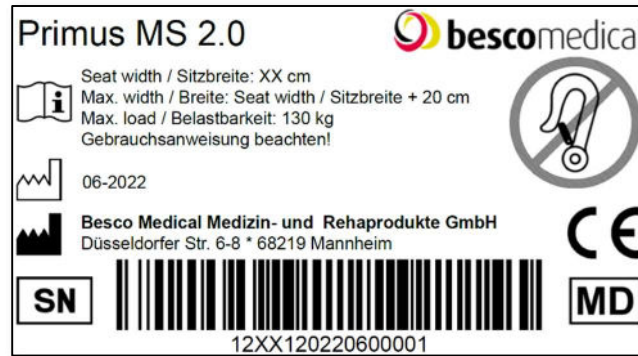 Primus MS 2.0
bescomedical
Seat width / Sitzbreite: XX cm
Max. width / Breite: Seat width / Sitzbreite + 20 cm
Max. load / Belastbarkeit: 130 kg
Gebrauchsanweisung beachten!
06-2022
Besco Medical Medizin- und Rehaprodukte GmbH
Düsseldorfer Str. 6-8 * 68219 Mannheim
CE
SN
MD
12XX120220600001